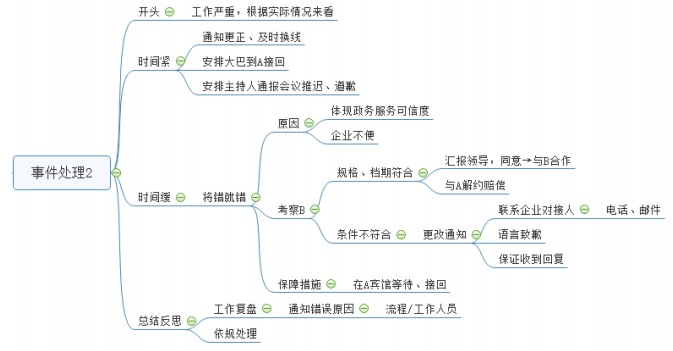 事件处理2
开头
工作严重，根据实际情况来看
时间紧
通知更正、及时换线
安排大巴到A接回
安排主持人通报会议推迟、道歉
时间缓
将错就错
原因
体现政务服务可信度
企业不便
考察B
规格、档期符合
汇报领导，同意→与B合作
与A解约赔偿
条件不符合
更改通知
联系企业对接人
电话、邮件
语言致歉
保证收到回复
保障措施
在A宾馆等待、接回
总结反思
工作复盘
通知错误原因
流程/工作人员
依规处理